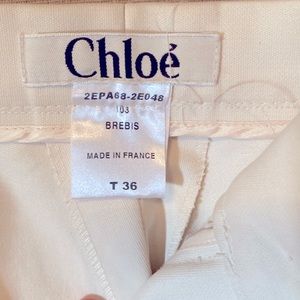 Chloé
2EPA68-2E048
103
BREBIS
MADE IN FRANCE
T 36